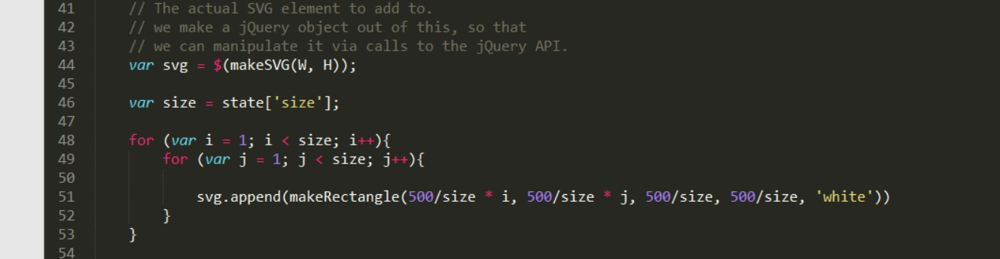 41 // The actual SVG element to add to.
42 // we make a jQuery object out of this, so that
43 // we can manipulate it via calls to the jQuery API.
44 var svg = $(makeSVG(W, H));
45
46 var size = state['size'];
47
48 for (var i = 1; i < size; i++){
49 for (var j = 1; j < size; j++){
50
51 svg.append(makeRectangle(500/size * i, 500/size * j, 500/size, 500/size, 'white'))
52 }
53 }
54